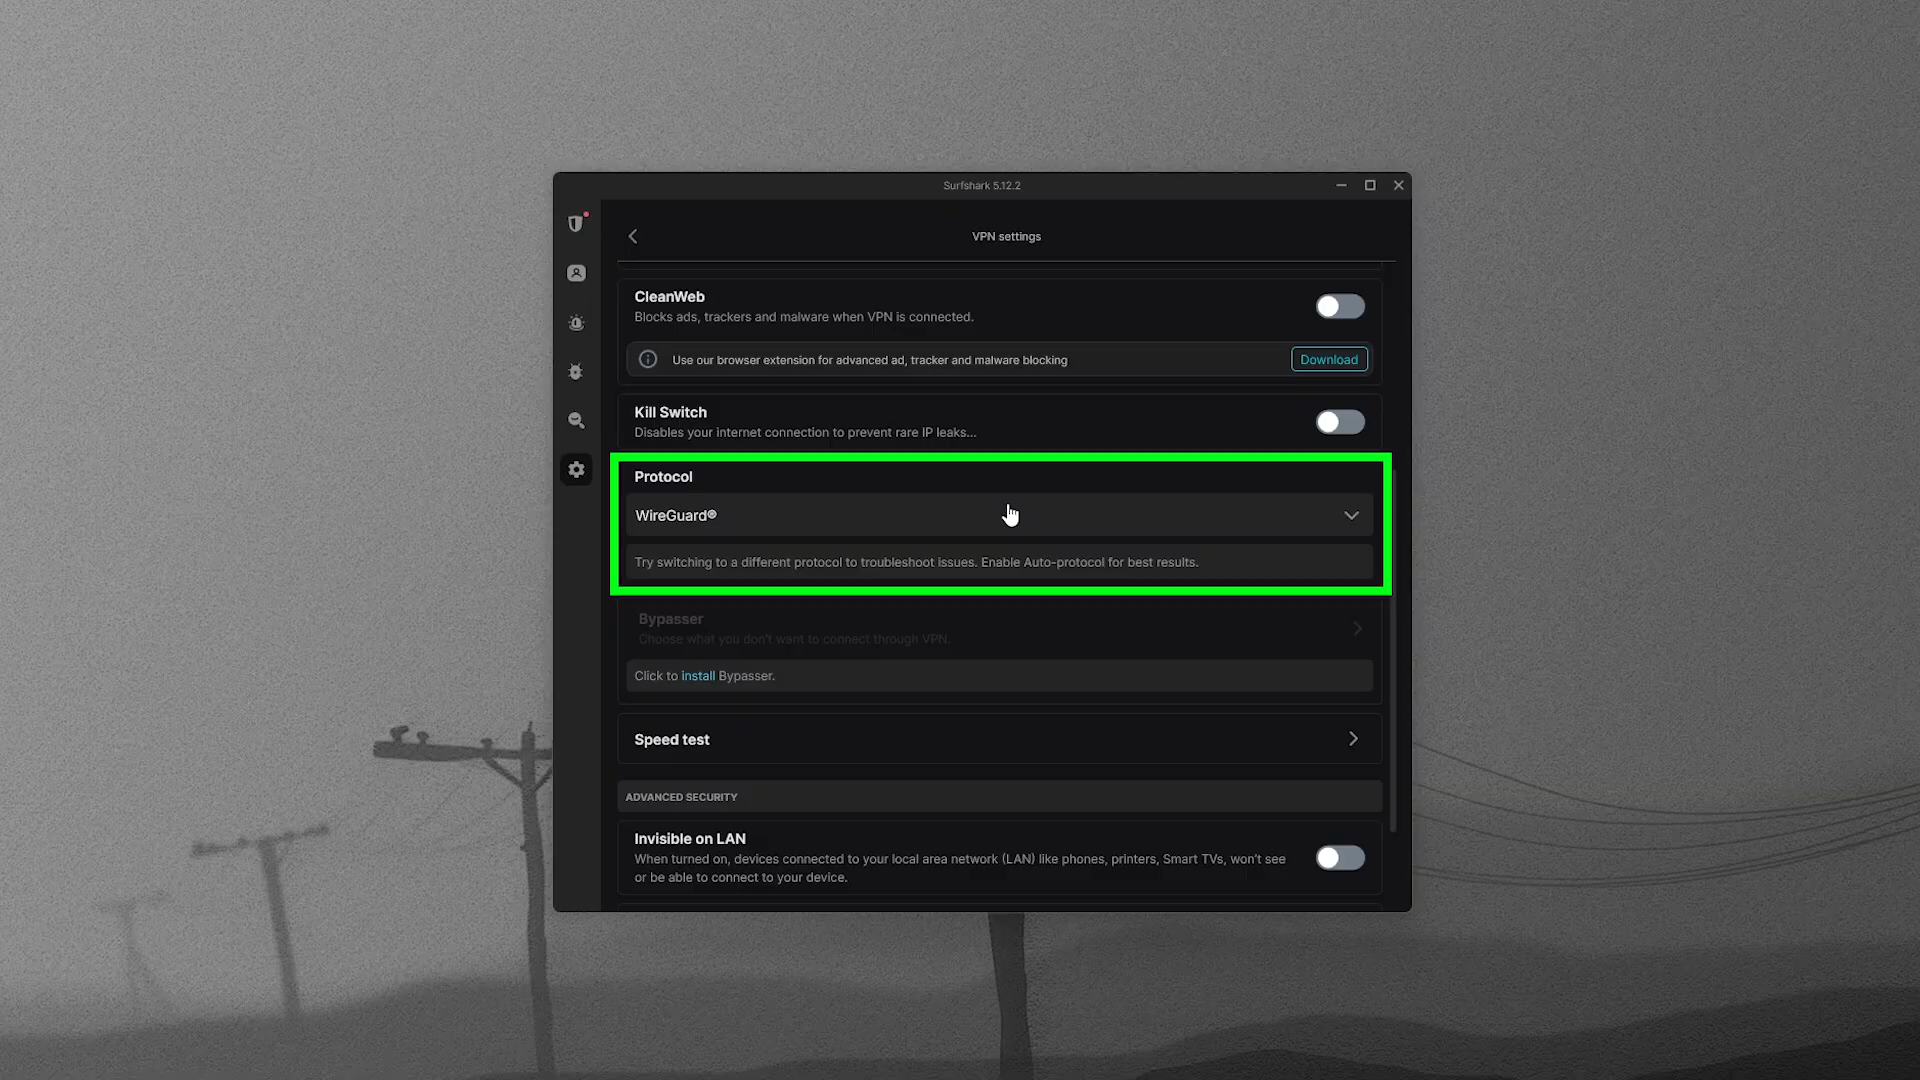 Surfshark 5.12.2
VPN settings
CleanWeb
Blocks ads, trackers and malware when VPN is connected.
Use our browser extension for advanced ad, tracker and malware blocking
Download
Kill Switch
Disables your internet connection to prevent rare IP leaks...
Protocol
WireGuard®
Try switching to a different protocol to troubleshoot issues. Enable Auto-protocol for best results.
Bypasser
Choose what you don't want to connect through VPN.
Click to install Bypasser.
Speed test
ADVANCED SECURITY
Invisible on LAN
When turned on, devices connected to your local area network (LAN) like phones, printers, Smart TVs, won't see
or be able to connect to your device.